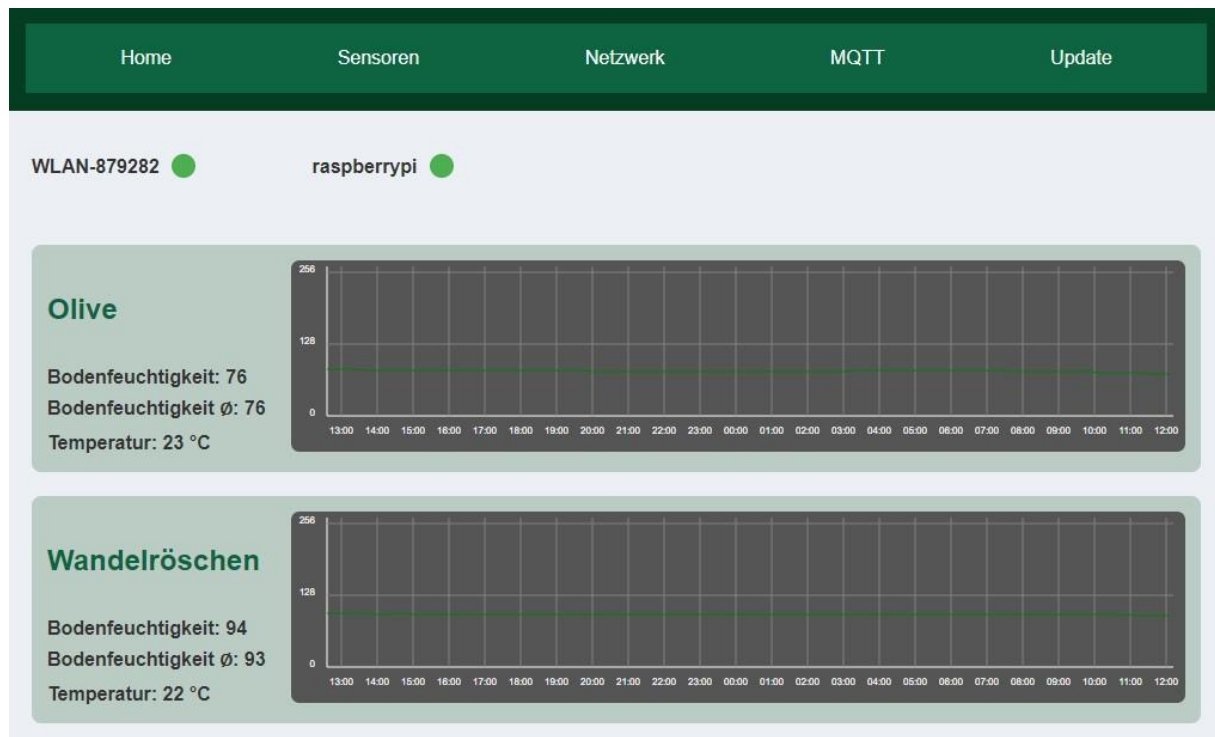 Home Sensoren Netzwerk MQTT Update
WLAN-879282 raspberrypi
Olive
Bodenfeuchtigkeit: 76
Bodenfeuchtigkeit Ø: 76
Temperatur: 23 °C
256
128
0
13:00 14:00 15:00 16:00 17:00 18:00 19:00 20:00 21:00 22:00 23:00 00:00 01:00 02:00 03:00 04:00 05:00 06:00 07:00 08:00 09:00 10:00 11:00 12:00
Wandelröschen
Bodenfeuchtigkeit: 94
Bodenfeuchtigkeit Ø: 93
Temperatur: 22 °C
256
128
0
13:00 14:00 15:00 16:00 17:00 18:00 19:00 20:00 21:00 22:00 23:00 00:00 01:00 02:00 03:00 04:00 05:00 06:00 07:00 08:00 09:00 10:00 11:00 12:00